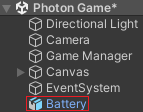 Photon Game*
Directional Light
Camera
Game Manager
Canvas
EventSystem
Battery